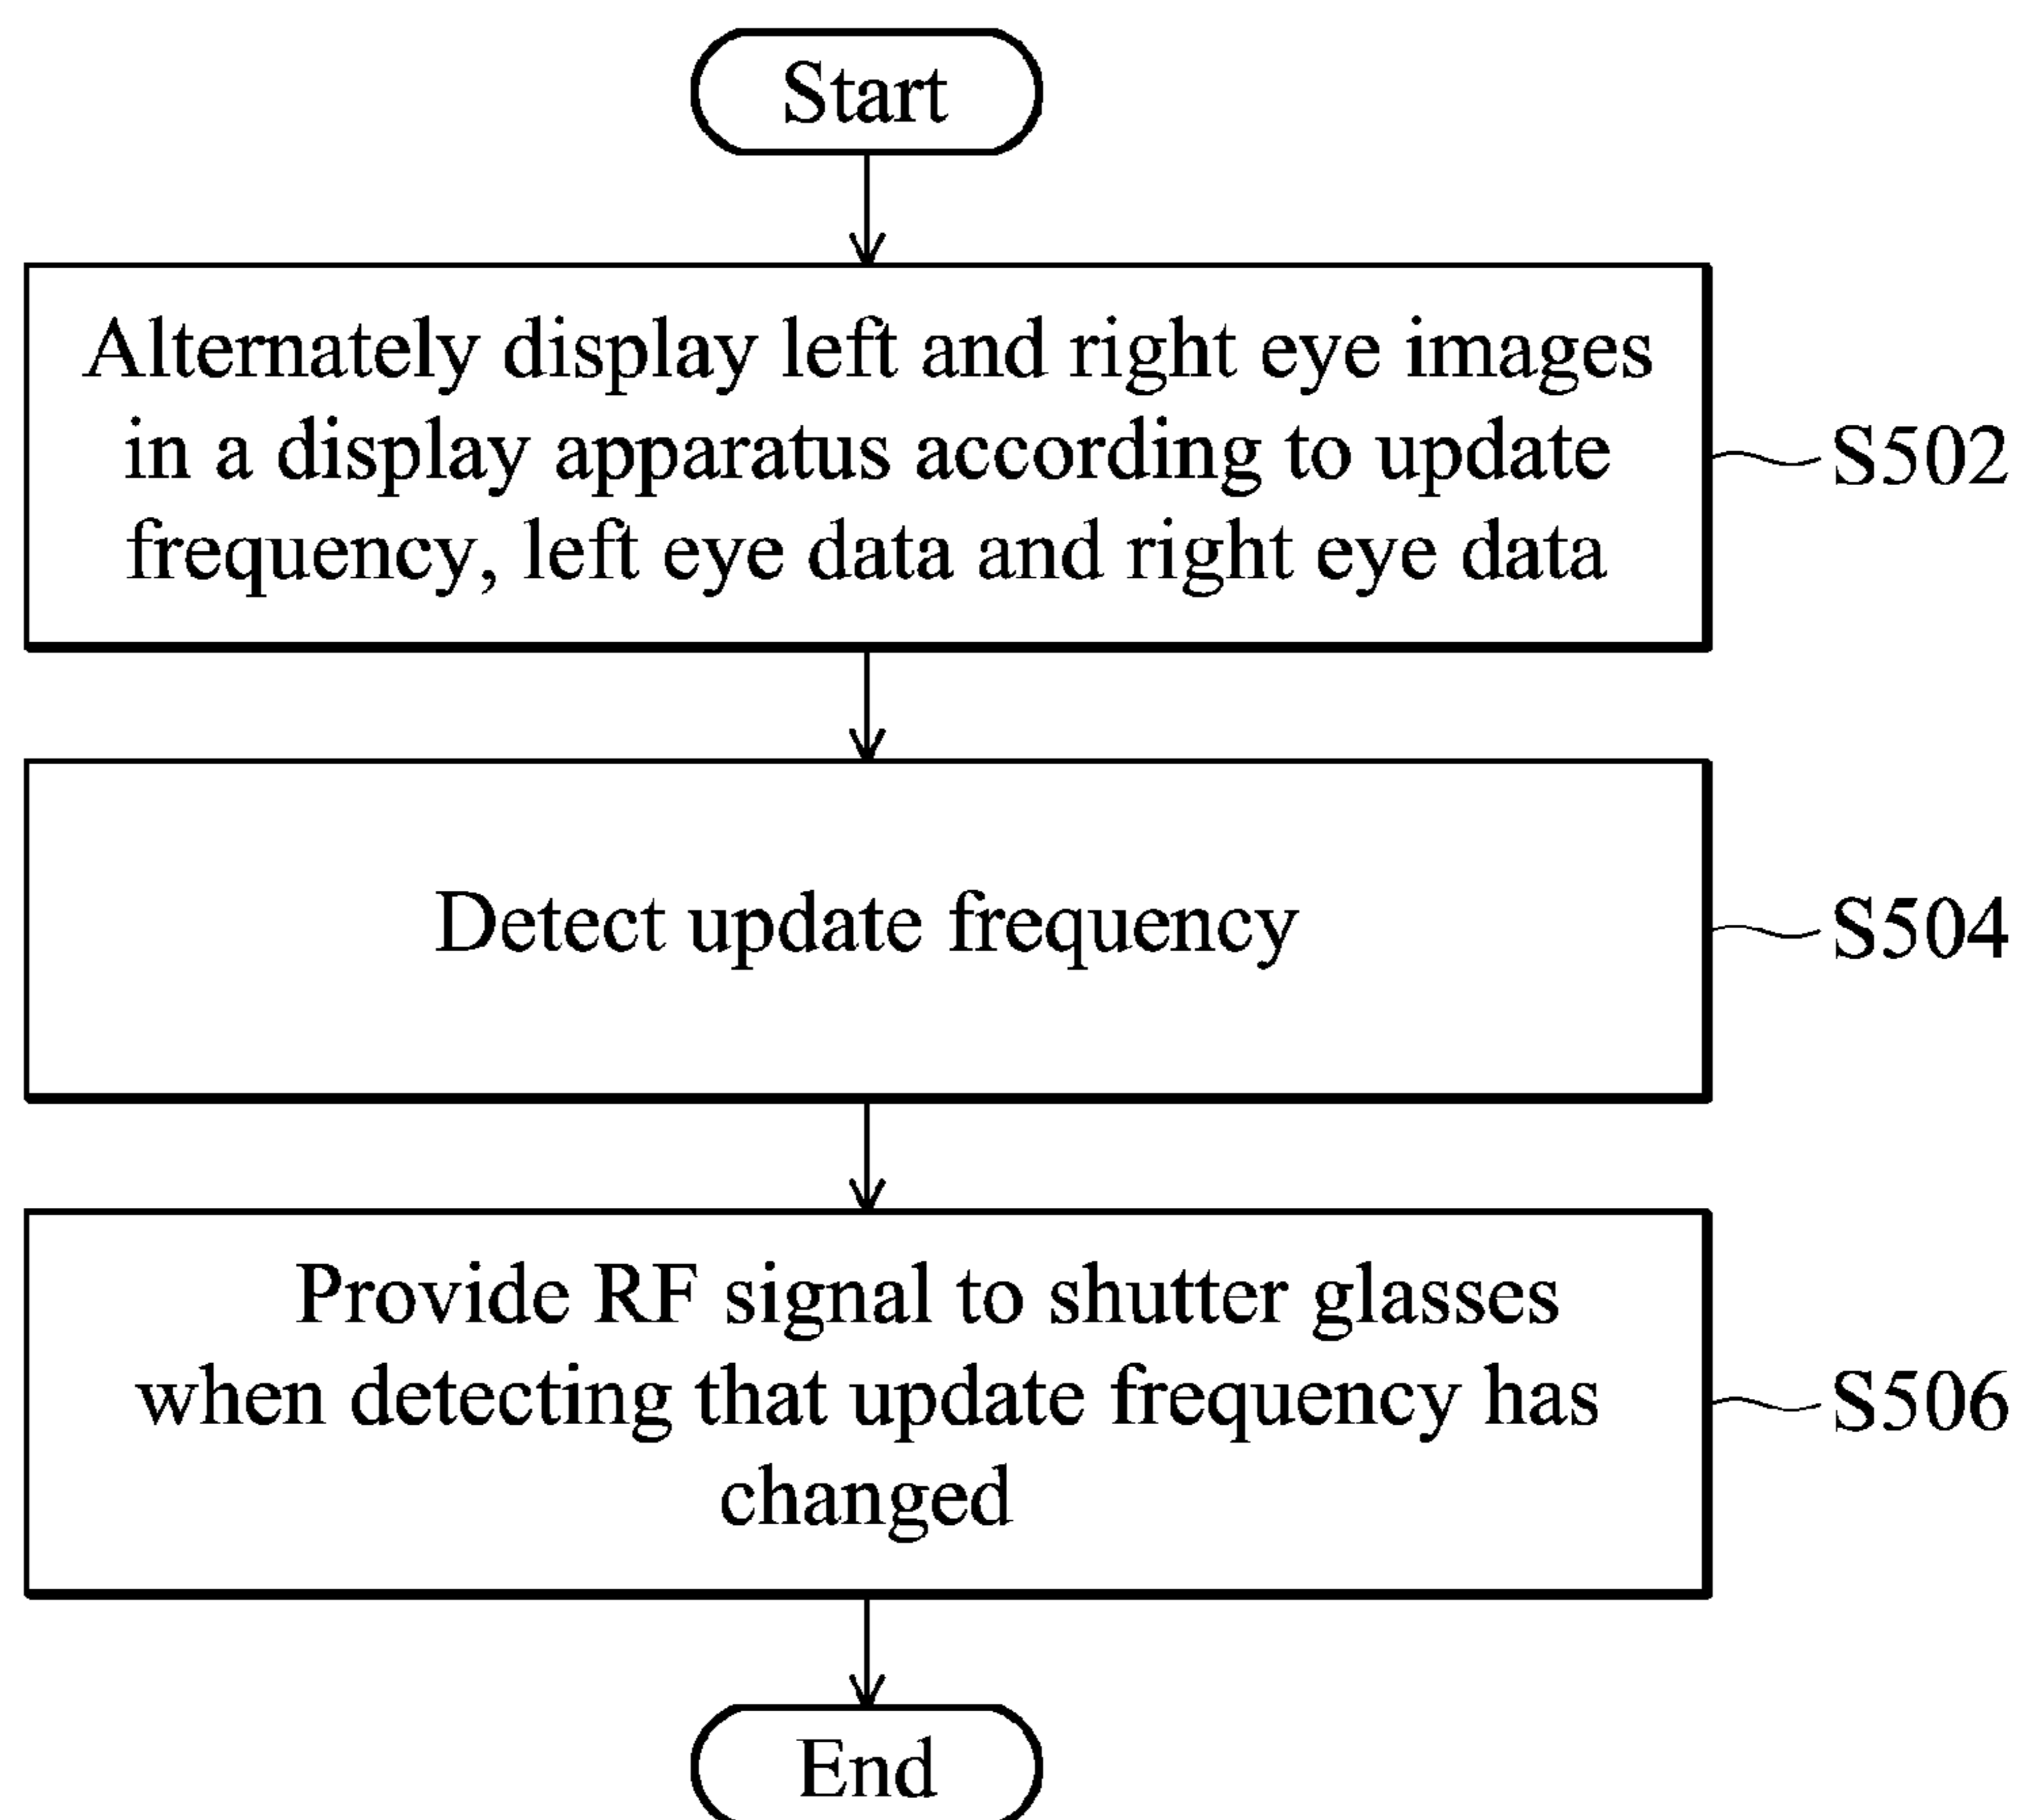 Start
Alternately display left and right eye images
in a display apparatus according to update
frequency, left eye data and right eye data
S502
Detect update frequency
S504
Provide RF signal to shutter glasses
when detecting that update frequency has
changed
S506
End